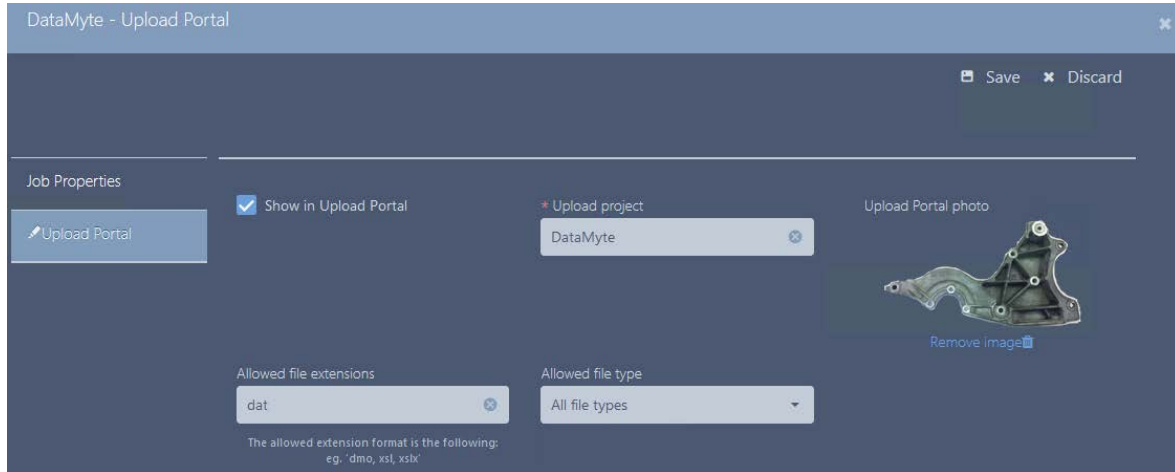 DataMyte - Upload Portal
Save Discard
Job Properties
Upload Portal
Show in Upload Portal
* Upload project
DataMyte
Upload Portal photo
Remove image
Allowed file extensions
dat
The allowed extension format is the following:
eg. 'dmo, xsl, xslx'
Allowed file type
All file types